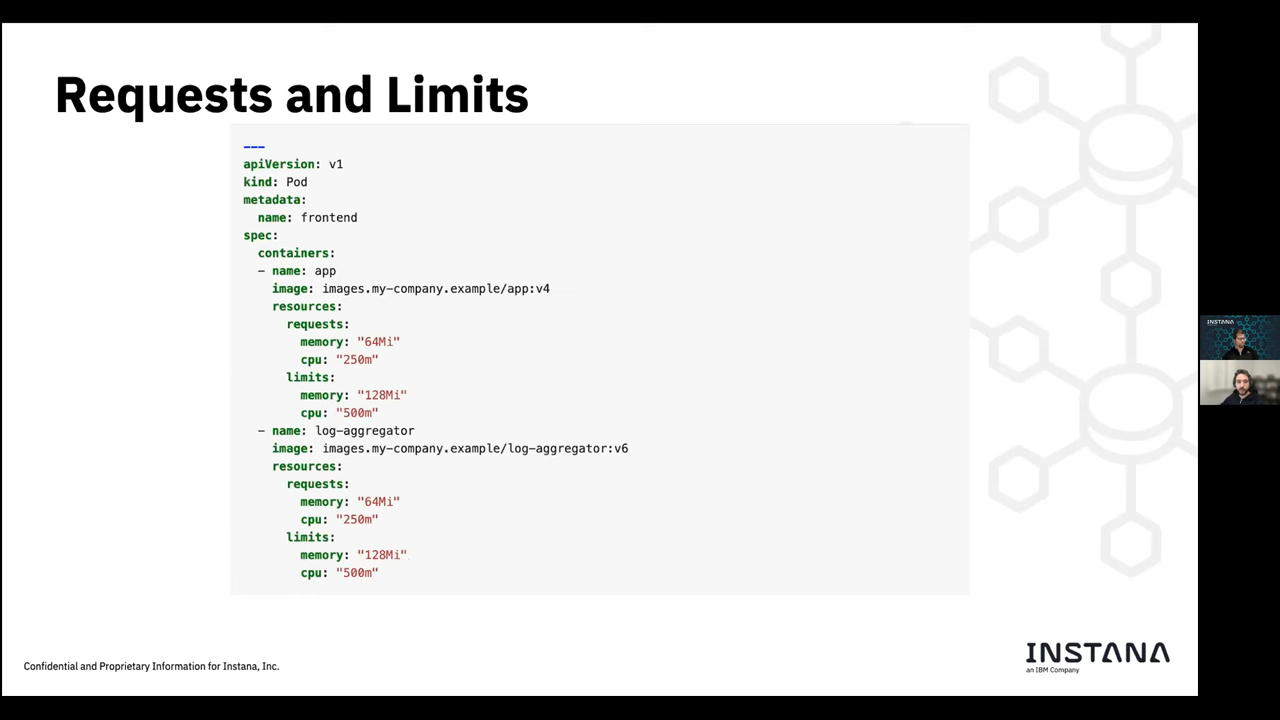 Requests and Limits
---
apiVersion: v1
kind: Pod
metadata:
  name: frontend
spec:
  containers:
  - name: app
    image: images.my-company.example/app:v4
    resources:
      requests:
        memory: "64Mi"
        cpu: "250m"
      limits:
        memory: "128Mi"
        cpu: "500m"
  - name: log-aggregator
    image: images.my-company.example/log-aggregator:v6
    resources:
      requests:
        memory: "64Mi"
        cpu: "250m"
      limits:
        memory: "128Mi"
        cpu: "500m"
INSTANA
Confidential and Proprietary Information for Instana, Inc.
INSTANA
an IBM Company